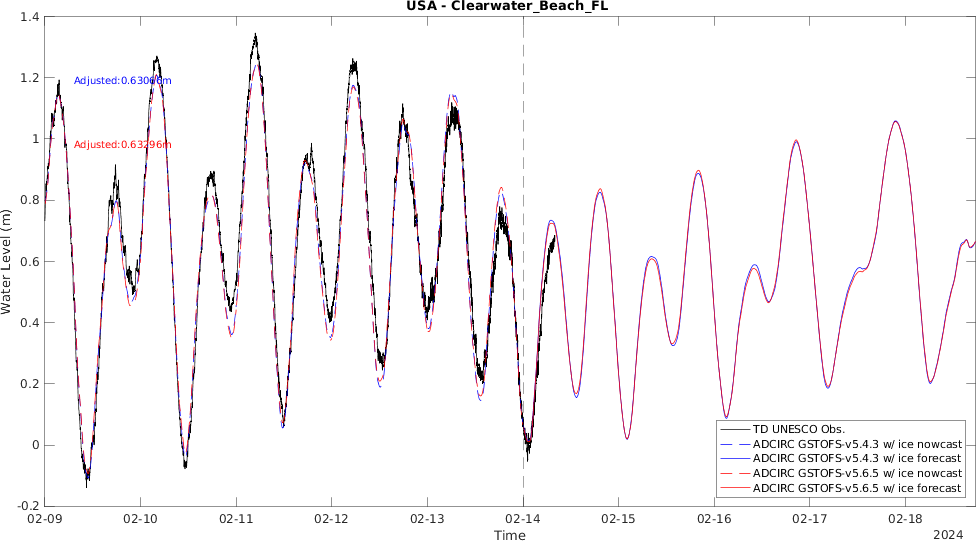 USA - Clearwater_Beach_FL
1.4
1.2
1
0.8
0.6
0.4
0.2
0
-0.2
Water Level (m)
Adjusted:0.63066m
Adjusted:0.63296m
TD UNESCO Obs.
ADCIRC GSTOFS-v5.4.3 w/ ice nowcast
ADCIRC GSTOFS-v5.4.3 w/ ice forecast
ADCIRC GSTOFS-v5.6.5 w/ ice nowcast
ADCIRC GSTOFS-v5.6.5 w/ ice forecast
02-09 02-10 02-11 02-12 02-13 02-14 02-15 02-16 02-17 02-18
Time
2024